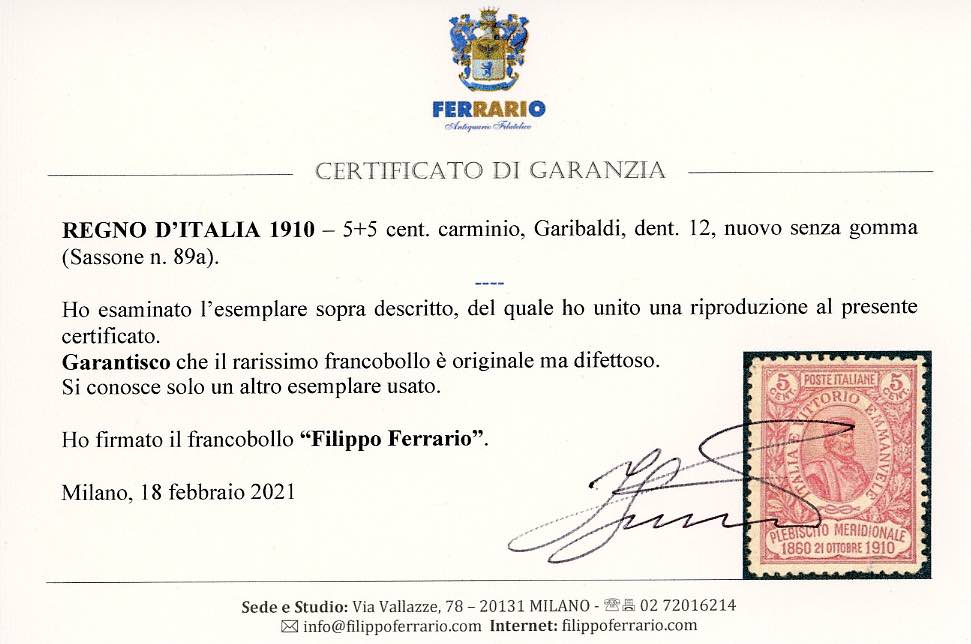 FERRARIO
Antiquario Filatelico
CERTIFICATO DI GARANZIA
REGNO D’ITALIA 1910 – 5+5 cent. carminio, Garibaldi, dent. 12, nuovo senza gomma
(Sassone n. 89a).
----
Ho esaminato l’esemplare sopra descritto, del quale ho unito una riproduzione al presente
certificato.
Garantisco che il rarissimo francobollo è originale ma difettoso.
Si conosce solo un altro esemplare usato.
Ho firmato il francobollo “Filippo Ferrario”.
Milano, 18 febbraio 2021
5 CENT. POSTE ITALIANE 5 CENT.
ITALIA E VITTORIO EMMANUELE
PLEBISCITO MERIDIONALE
1860 21 OTTOBRE 1910
Sede e Studio: Via Vallazze, 78 – 20131 MILANO - 02 72016214
info@filippoferrario.com Internet: filippoferrario.com